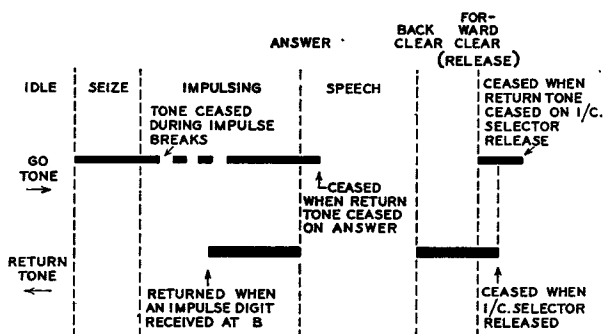 ANSWER
BACK CLEAR
FOR-
WARD
CLEAR
(RELEASE)
IDLE
SEIZE
IMPULSING
SPEECH
TONE CEASED
DURING IMPULSE
BREAKS
CEASED WHEN
RETURN TONE
CEASED ON I/C.
SELECTOR
RELEASE
GO
TONE
CEASED
WHEN RETURN
TONE CEASED
ON ANSWER
RETURN
TONE
RETURNED WHEN
AN IMPULSE DIGIT
RECEIVED AT B
CEASED WHEN
I/C. SELECTOR
RELEASED